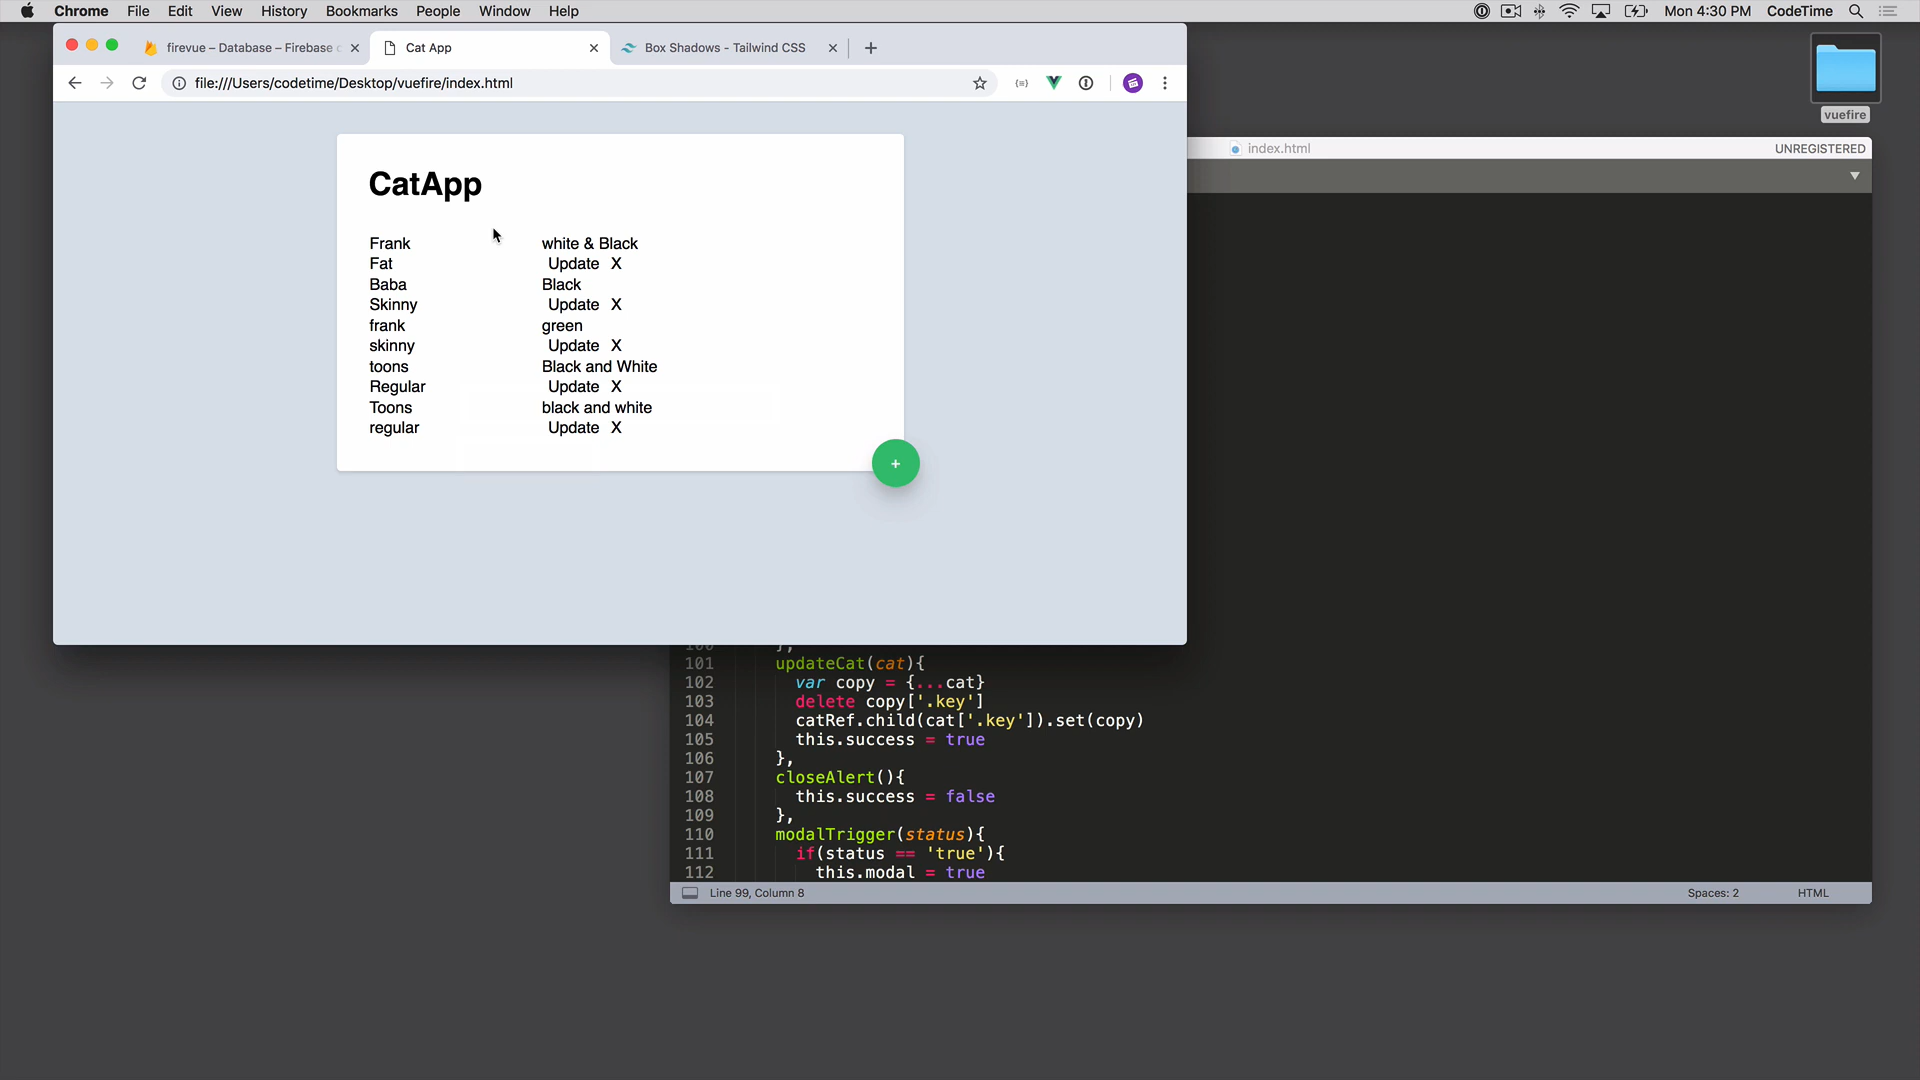 Chrome File Edit View History Bookmarks People Window Help
Mon 4:30 PM CodeTime
firevue – Database – Firebase
Cat App
Box Shadows - Tailwind CSS
file:///Users/codetime/Desktop/vuefire/index.html
vuefire
index.html
UNREGISTERED
CatApp
Frank white & Black
Fat Update X
Baba Black
Skinny Update X
frank green
skinny Update X
toons Black and White
Regular Update X
Toons black and white
regular Update X
+
100 },
101 updateCat(cat){
102 var copy = {...cat}
103 delete copy['.key']
104 catRef.child(cat['.key']).set(copy)
105 this.success = true
106 },
107 closeAlert(){
108 this.success = false
109 },
110 modalTrigger(status){
111 if(status == 'true'){
112 this.modal = true
Line 99, Column 8
Spaces: 2
HTML